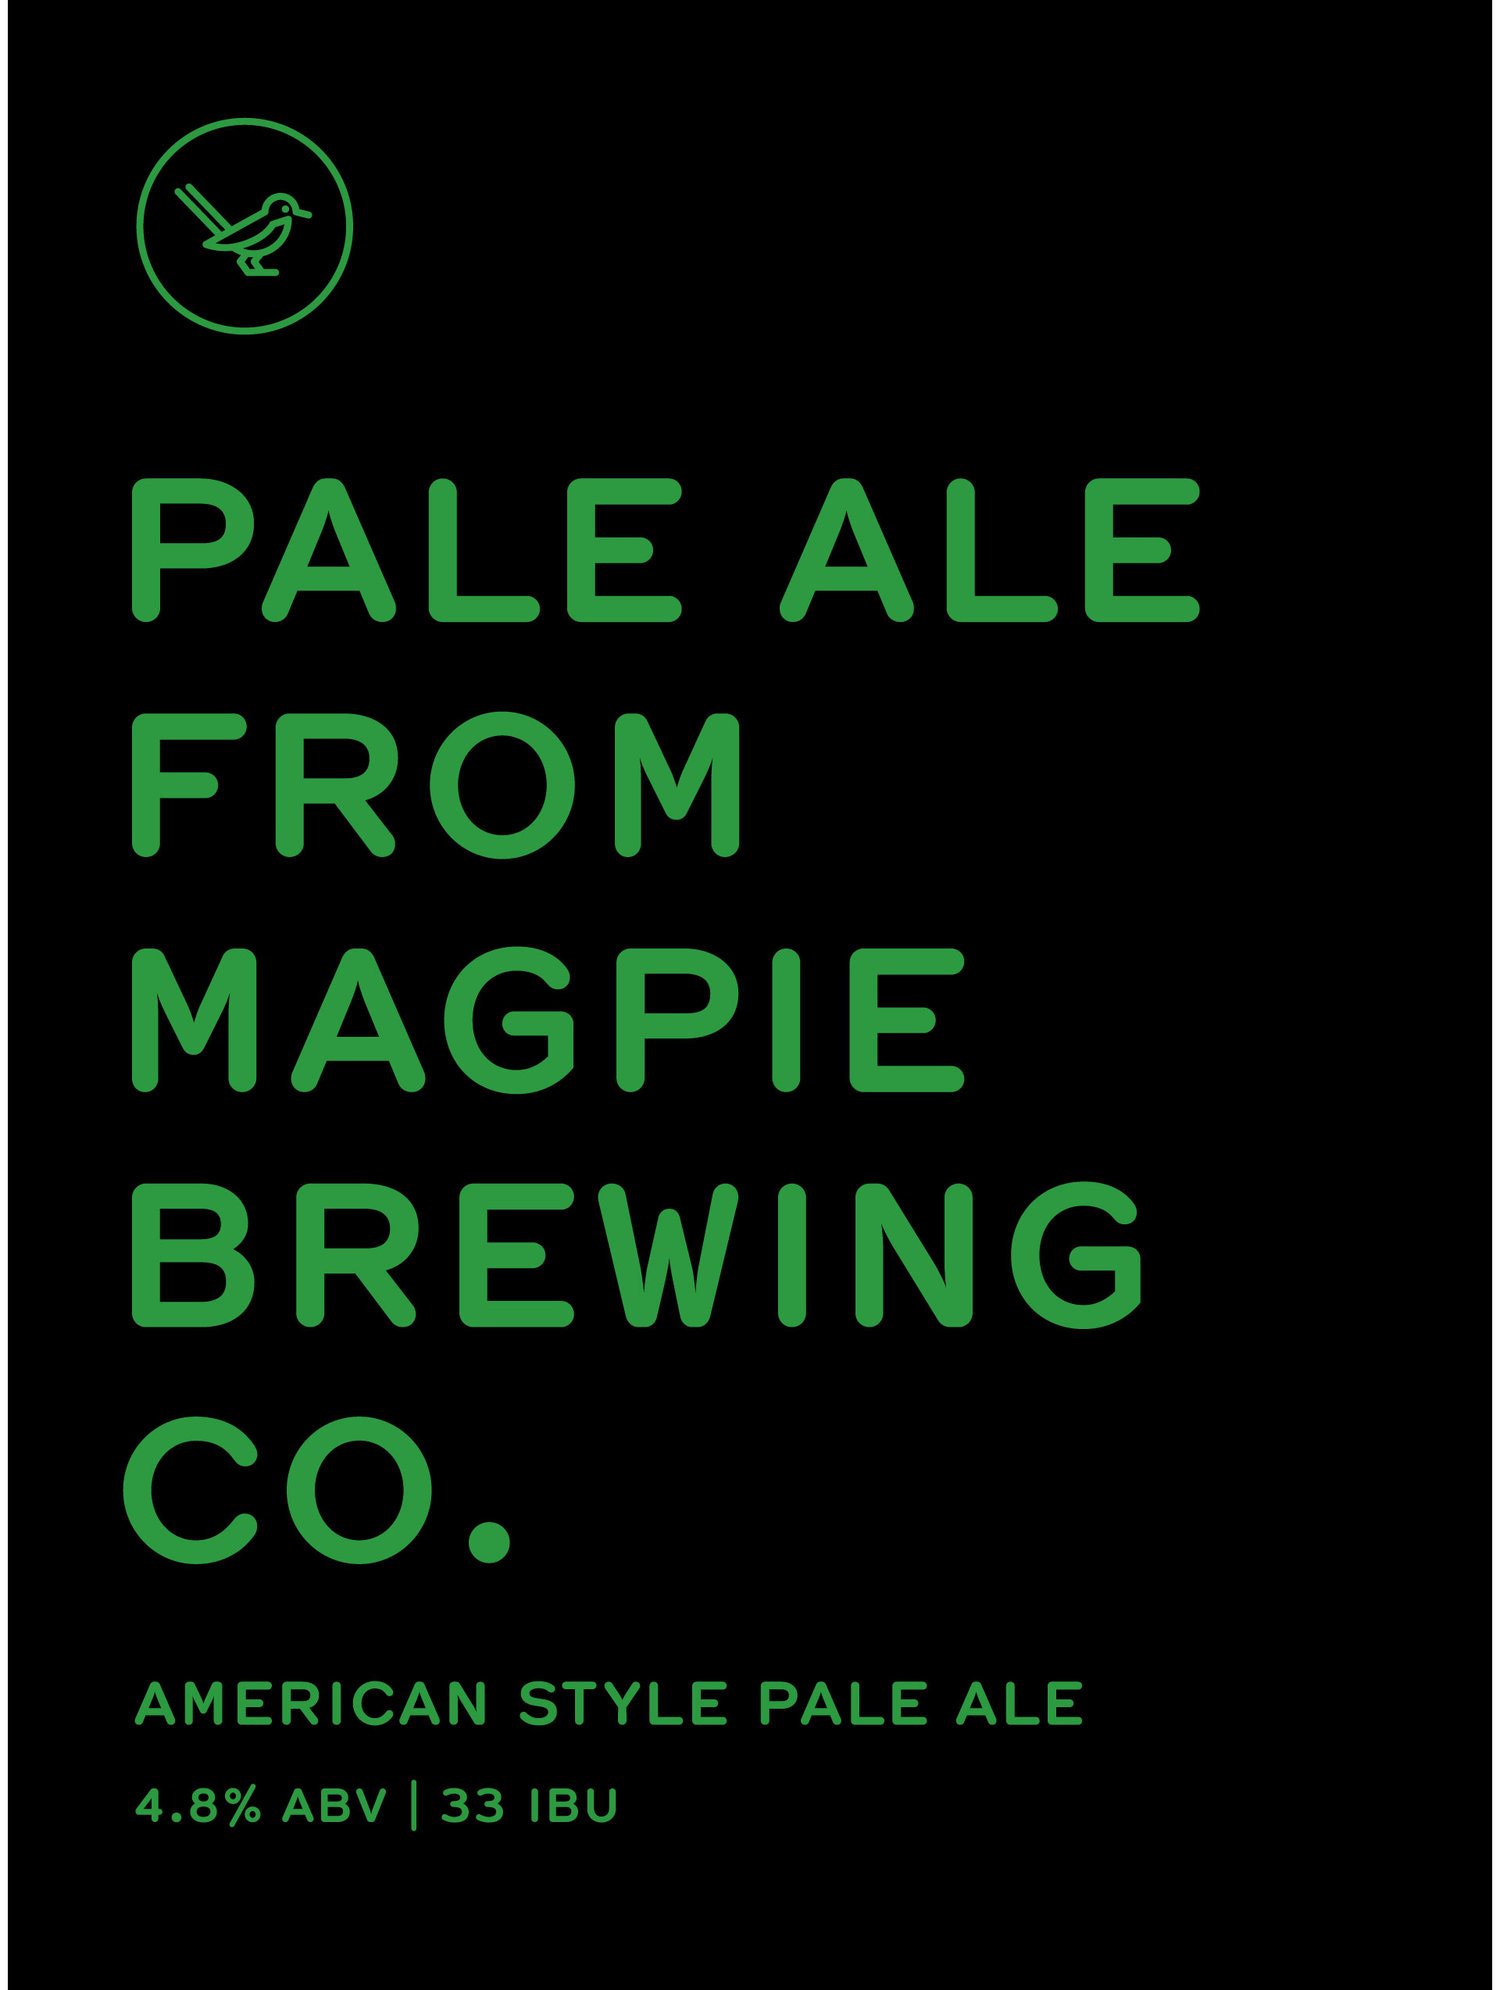 PALE ALE
FROM
MAGPIE
BREWING
CO.
AMERICAN STYLE PALE ALE
4.8% ABV | 33 IBU